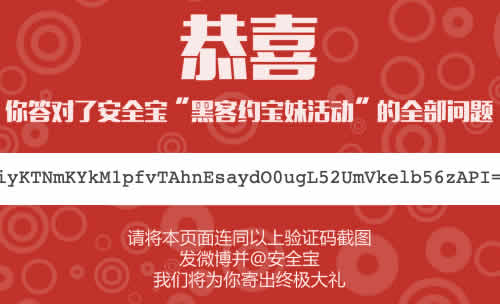 恭喜
你答对了安全宝"黑客约宝妹活动"的全部问题
iyKTNmKYkM1pfvTAhnEsaydO0ugL52UmVkelb56zAPI=
请将本页面连同以上验证码截图
发微博并@安全宝
我们将为你寄出终极大礼